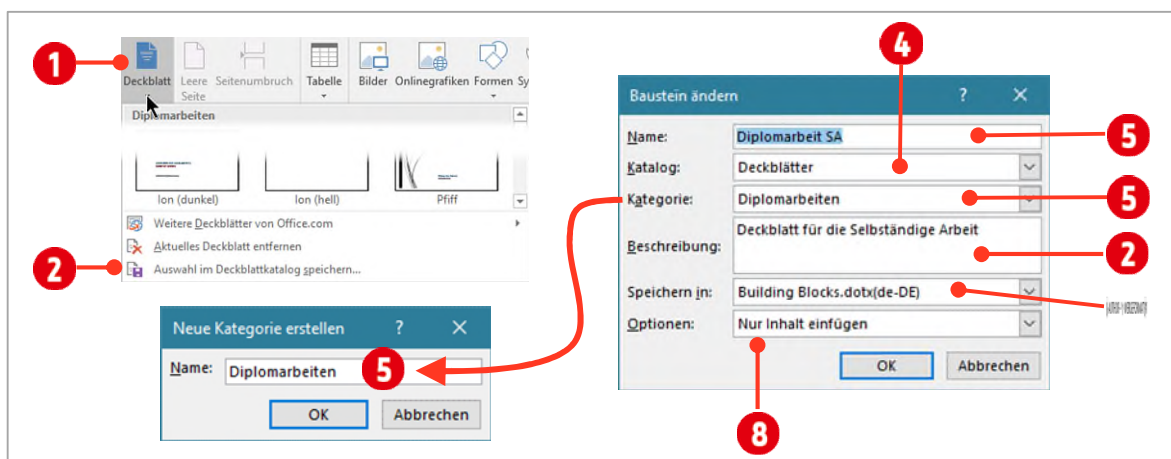 1
Deckblatt Leere Seite Seitenumbruch Tabelle Bilder Onlinegrafiken Formen Sy
Diplomarbeiten
Ion (dunkel) Ion (hell) Pfiff
Weitere Deckblätter von Office.com
Aktuelles Deckblatt entfernen
2 Auswahl im Deckblattkatalog speichern...
Neue Kategorie erstellen ? ×
Name: Diplomarbeiten 5
OK Abbrechen
4
Baustein ändern ? ×
Name: Diplomarbeit SA 5
Katalog: Deckblätter
Kategorie: Diplomarbeiten 5
Beschreibung: Deckblatt für die Selbständige Arbeit 2
Speichern in: Building Blocks.dotx(de-DE)
Optionen: Nur Inhalt einfügen
OK Abbrechen
8